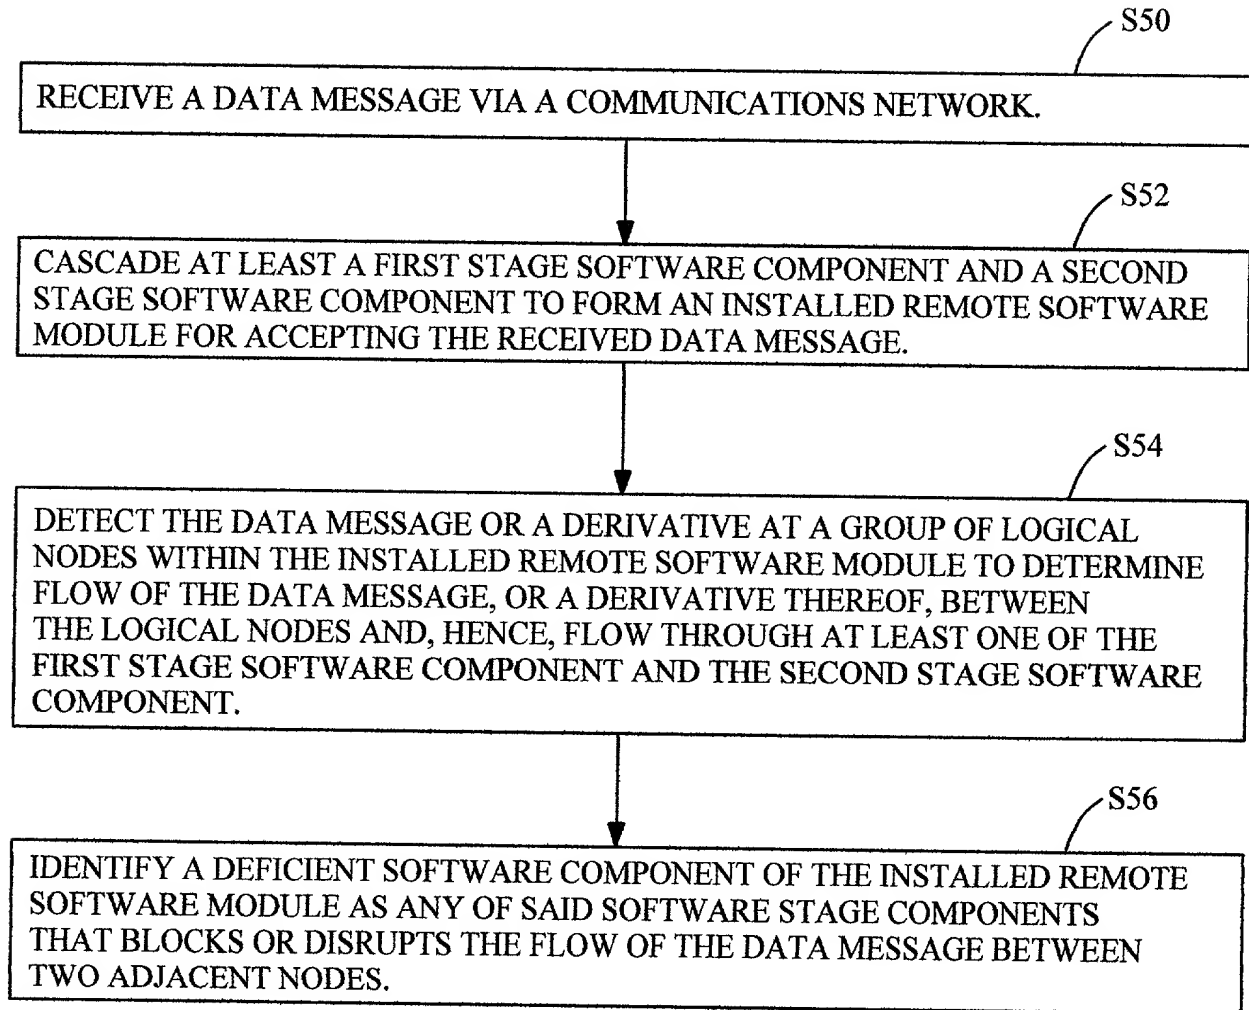 S50
RECEIVE A DATA MESSAGE VIA A COMMUNICATIONS NETWORK.
S52
CASCADE AT LEAST A FIRST STAGE SOFTWARE COMPONENT AND A SECOND
STAGE SOFTWARE COMPONENT TO FORM AN INSTALLED REMOTE SOFTWARE
MODULE FOR ACCEPTING THE RECEIVED DATA MESSAGE.
S54
DETECT THE DATA MESSAGE OR A DERIVATIVE AT A GROUP OF LOGICAL
NODES WITHIN THE INSTALLED REMOTE SOFTWARE MODULE TO DETERMINE
FLOW OF THE DATA MESSAGE, OR A DERIVATIVE THEREOF, BETWEEN
THE LOGICAL NODES AND, HENCE, FLOW THROUGH AT LEAST ONE OF THE
FIRST STAGE SOFTWARE COMPONENT AND THE SECOND STAGE SOFTWARE
COMPONENT.
S56
IDENTIFY A DEFICIENT SOFTWARE COMPONENT OF THE INSTALLED REMOTE
SOFTWARE MODULE AS ANY OF SAID SOFTWARE STAGE COMPONENTS
THAT BLOCKS OR DISRUPTS THE FLOW OF THE DATA MESSAGE BETWEEN
TWO ADJACENT NODES.